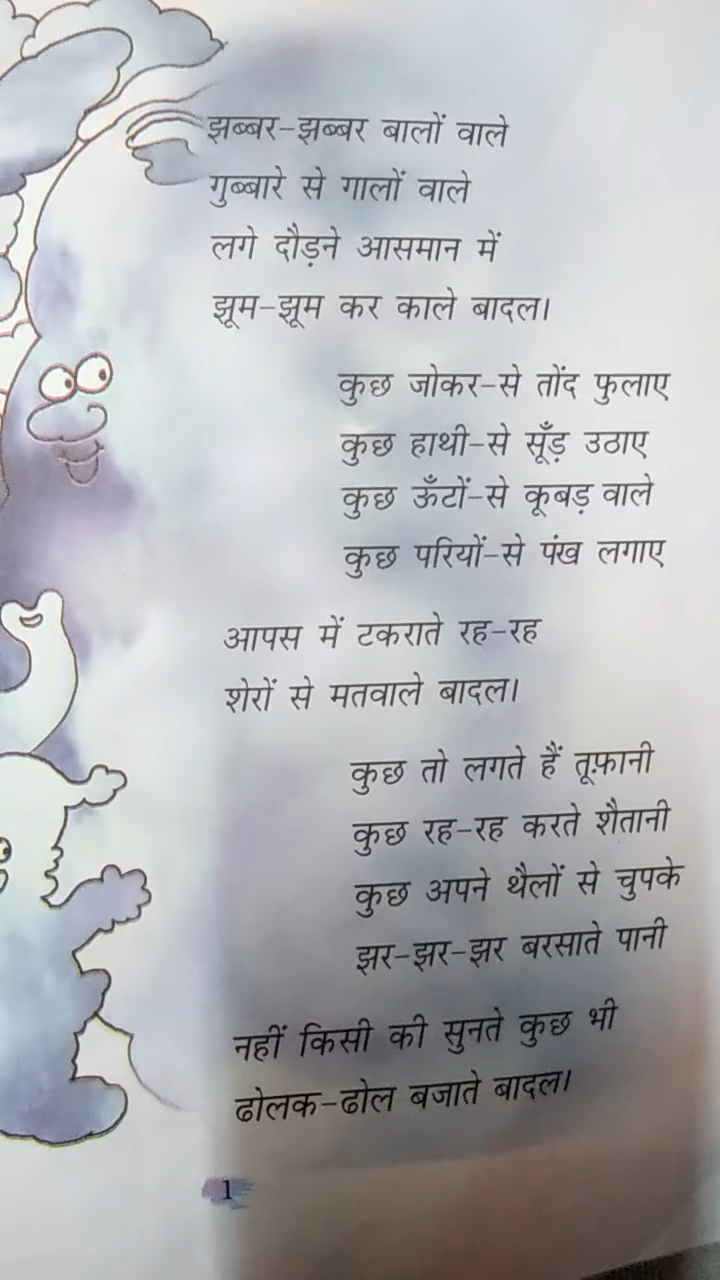 झब्बर-झब्बर बालों वाले
गुब्बारे से गालों वाले
लगे दौड़ने आसमान में
झूम-झूम कर काले बादल।
कुछ जोकर-से तोंद फुलाए
कुछ हाथी-से सूँड़ उठाए
कुछ ऊँटों-से कूबड़ वाले
कुछ परियों-से पंख लगाए
आपस में टकराते रह-रह
शेरों से मतवाले बादल।
कुछ तो लगते हैं तूफ़ानी
कुछ रह-रह करते शैतानी
कुछ अपने थैलों से चुपके
झर-झर-झर बरसाते पानी
नहीं किसी की सुनते कुछ भी
ढोलक-ढोल बजाते बादल।
1